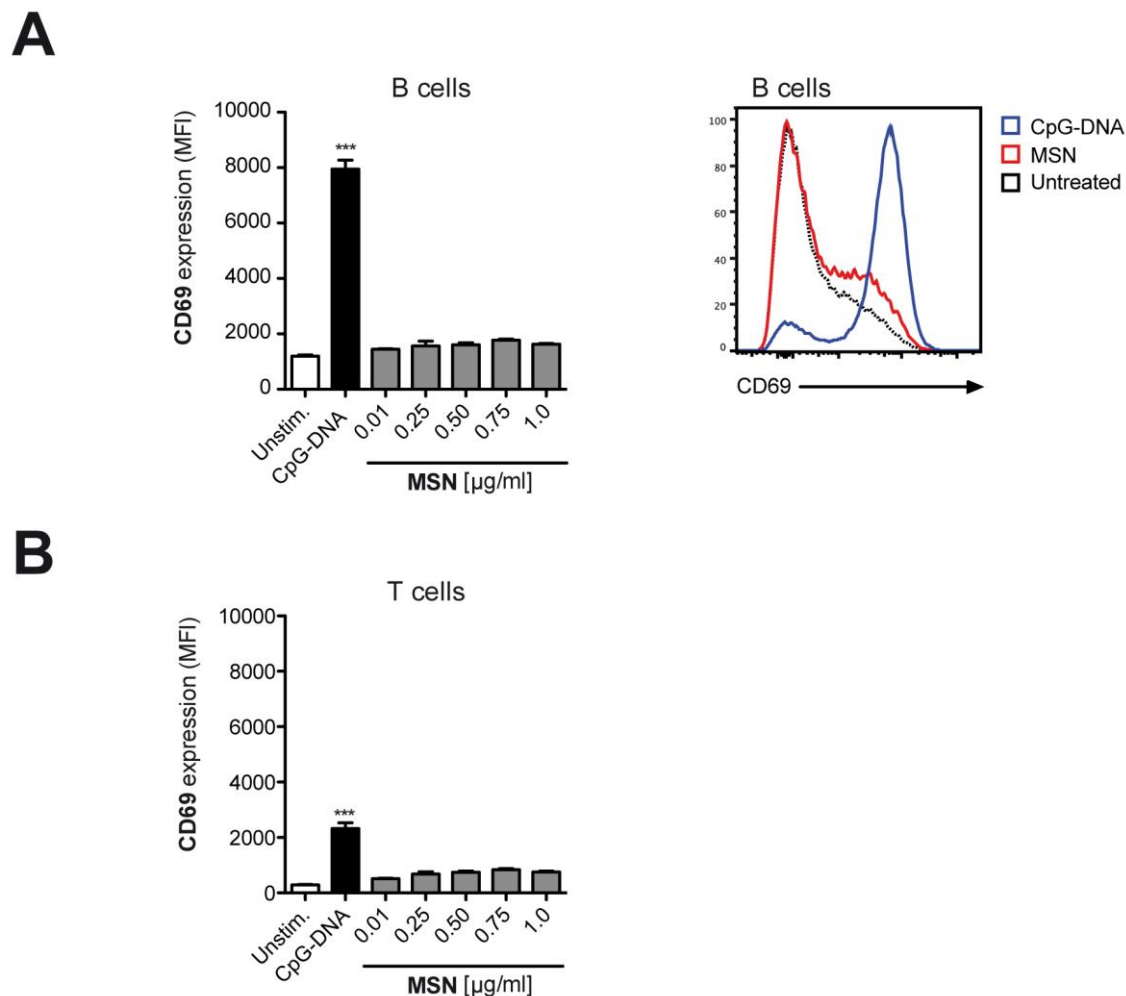 A
B cells
CD69 expression (MFI)
10000
8000
6000
4000
2000
0
***
Unstim.
CpG-DNA
0.01
0.25
0.50
0.75
1.0
MSN [µg/ml]
B cells
100
80
60
40
20
0
CD69
CpG-DNA
MSN
Untreated
B
T cells
CD69 expression (MFI)
10000
8000
6000
4000
2000
0
***
Unstim.
CpG-DNA
0.01
0.25
0.50
0.75
1.0
MSN [µg/ml]